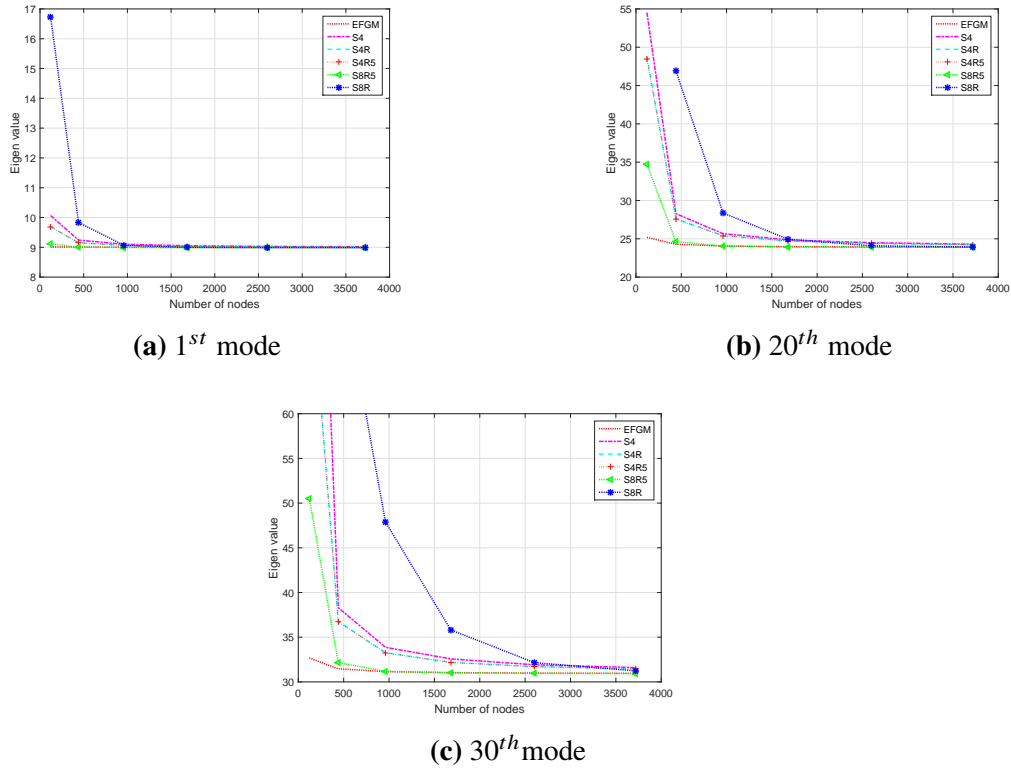 17
16
15
14
13
12
11
10
9
8
Eigen value
0 500 1000 1500 2000 2500 3000 3500 4000
Number of nodes
EFGM
S4
S4R
S4R5
S8R5
S8R
(a) 1st mode
55
50
45
40
35
30
25
20
Eigen value
0 500 1000 1500 2000 2500 3000 3500 4000
Number of nodes
EFGM
S4
S4R
S4R5
S8R5
S8R
(b) 20th mode
60
55
50
45
40
35
30
Eigen value
0 500 1000 1500 2000 2500 3000 3500 4000
Number of nodes
EFGM
S4
S4R
S4R5
S8R5
S8R
(c) 30th mode